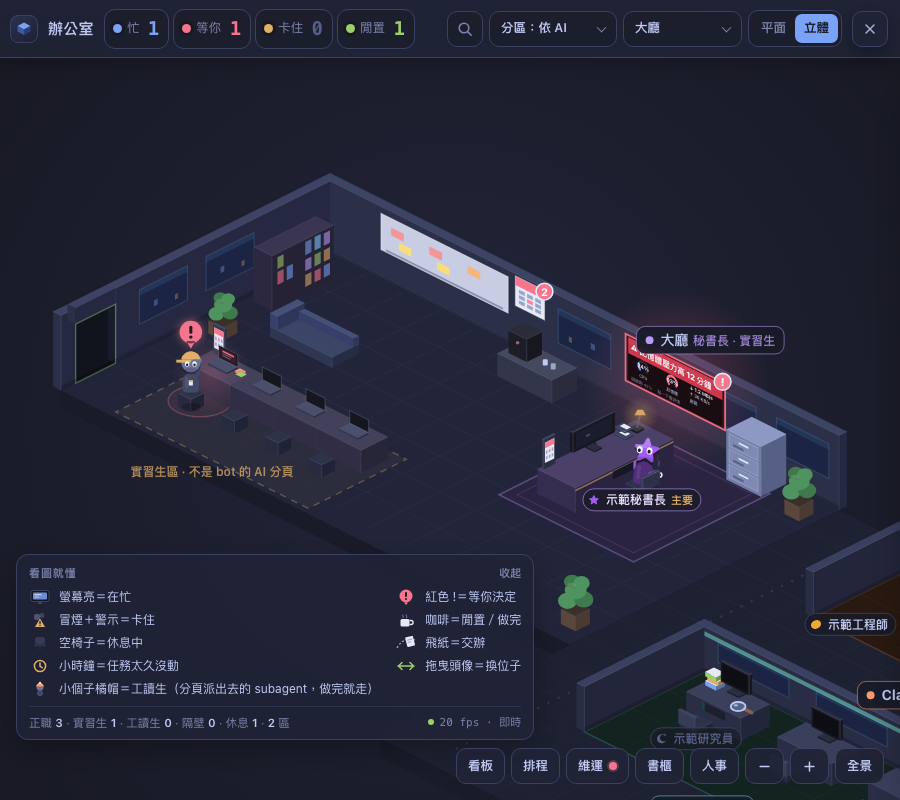 辦公室
忙 1
等你 1
卡住 0
閒置 1
分區：依 AI
大廳
平面
立體
2
大廳 秘書長 · 實習生
壓力高 12 分鐘
!
實習生區 · 不是 bot 的 AI 分頁
示範秘書長 主要
示範工程師
示範研究員
看圖就懂
收起
螢幕亮＝在忙
紅色！＝等你決定
冒煙＋警示＝卡住
咖啡＝閒置 / 做完
空椅子＝休息中
飛紙＝交辦
小時鐘＝任務太久沒動
拖曳頭像＝換位子
小個子橘帽＝工讀生（分頁派出去的 subagent，做完就走）
正職 3 · 實習生 1 · 工讀生 0 · 隔壁 0 · 休息 1 · 2 區
20 fps · 即時
看板
排程
維運
書櫃
人事
−
+
全景